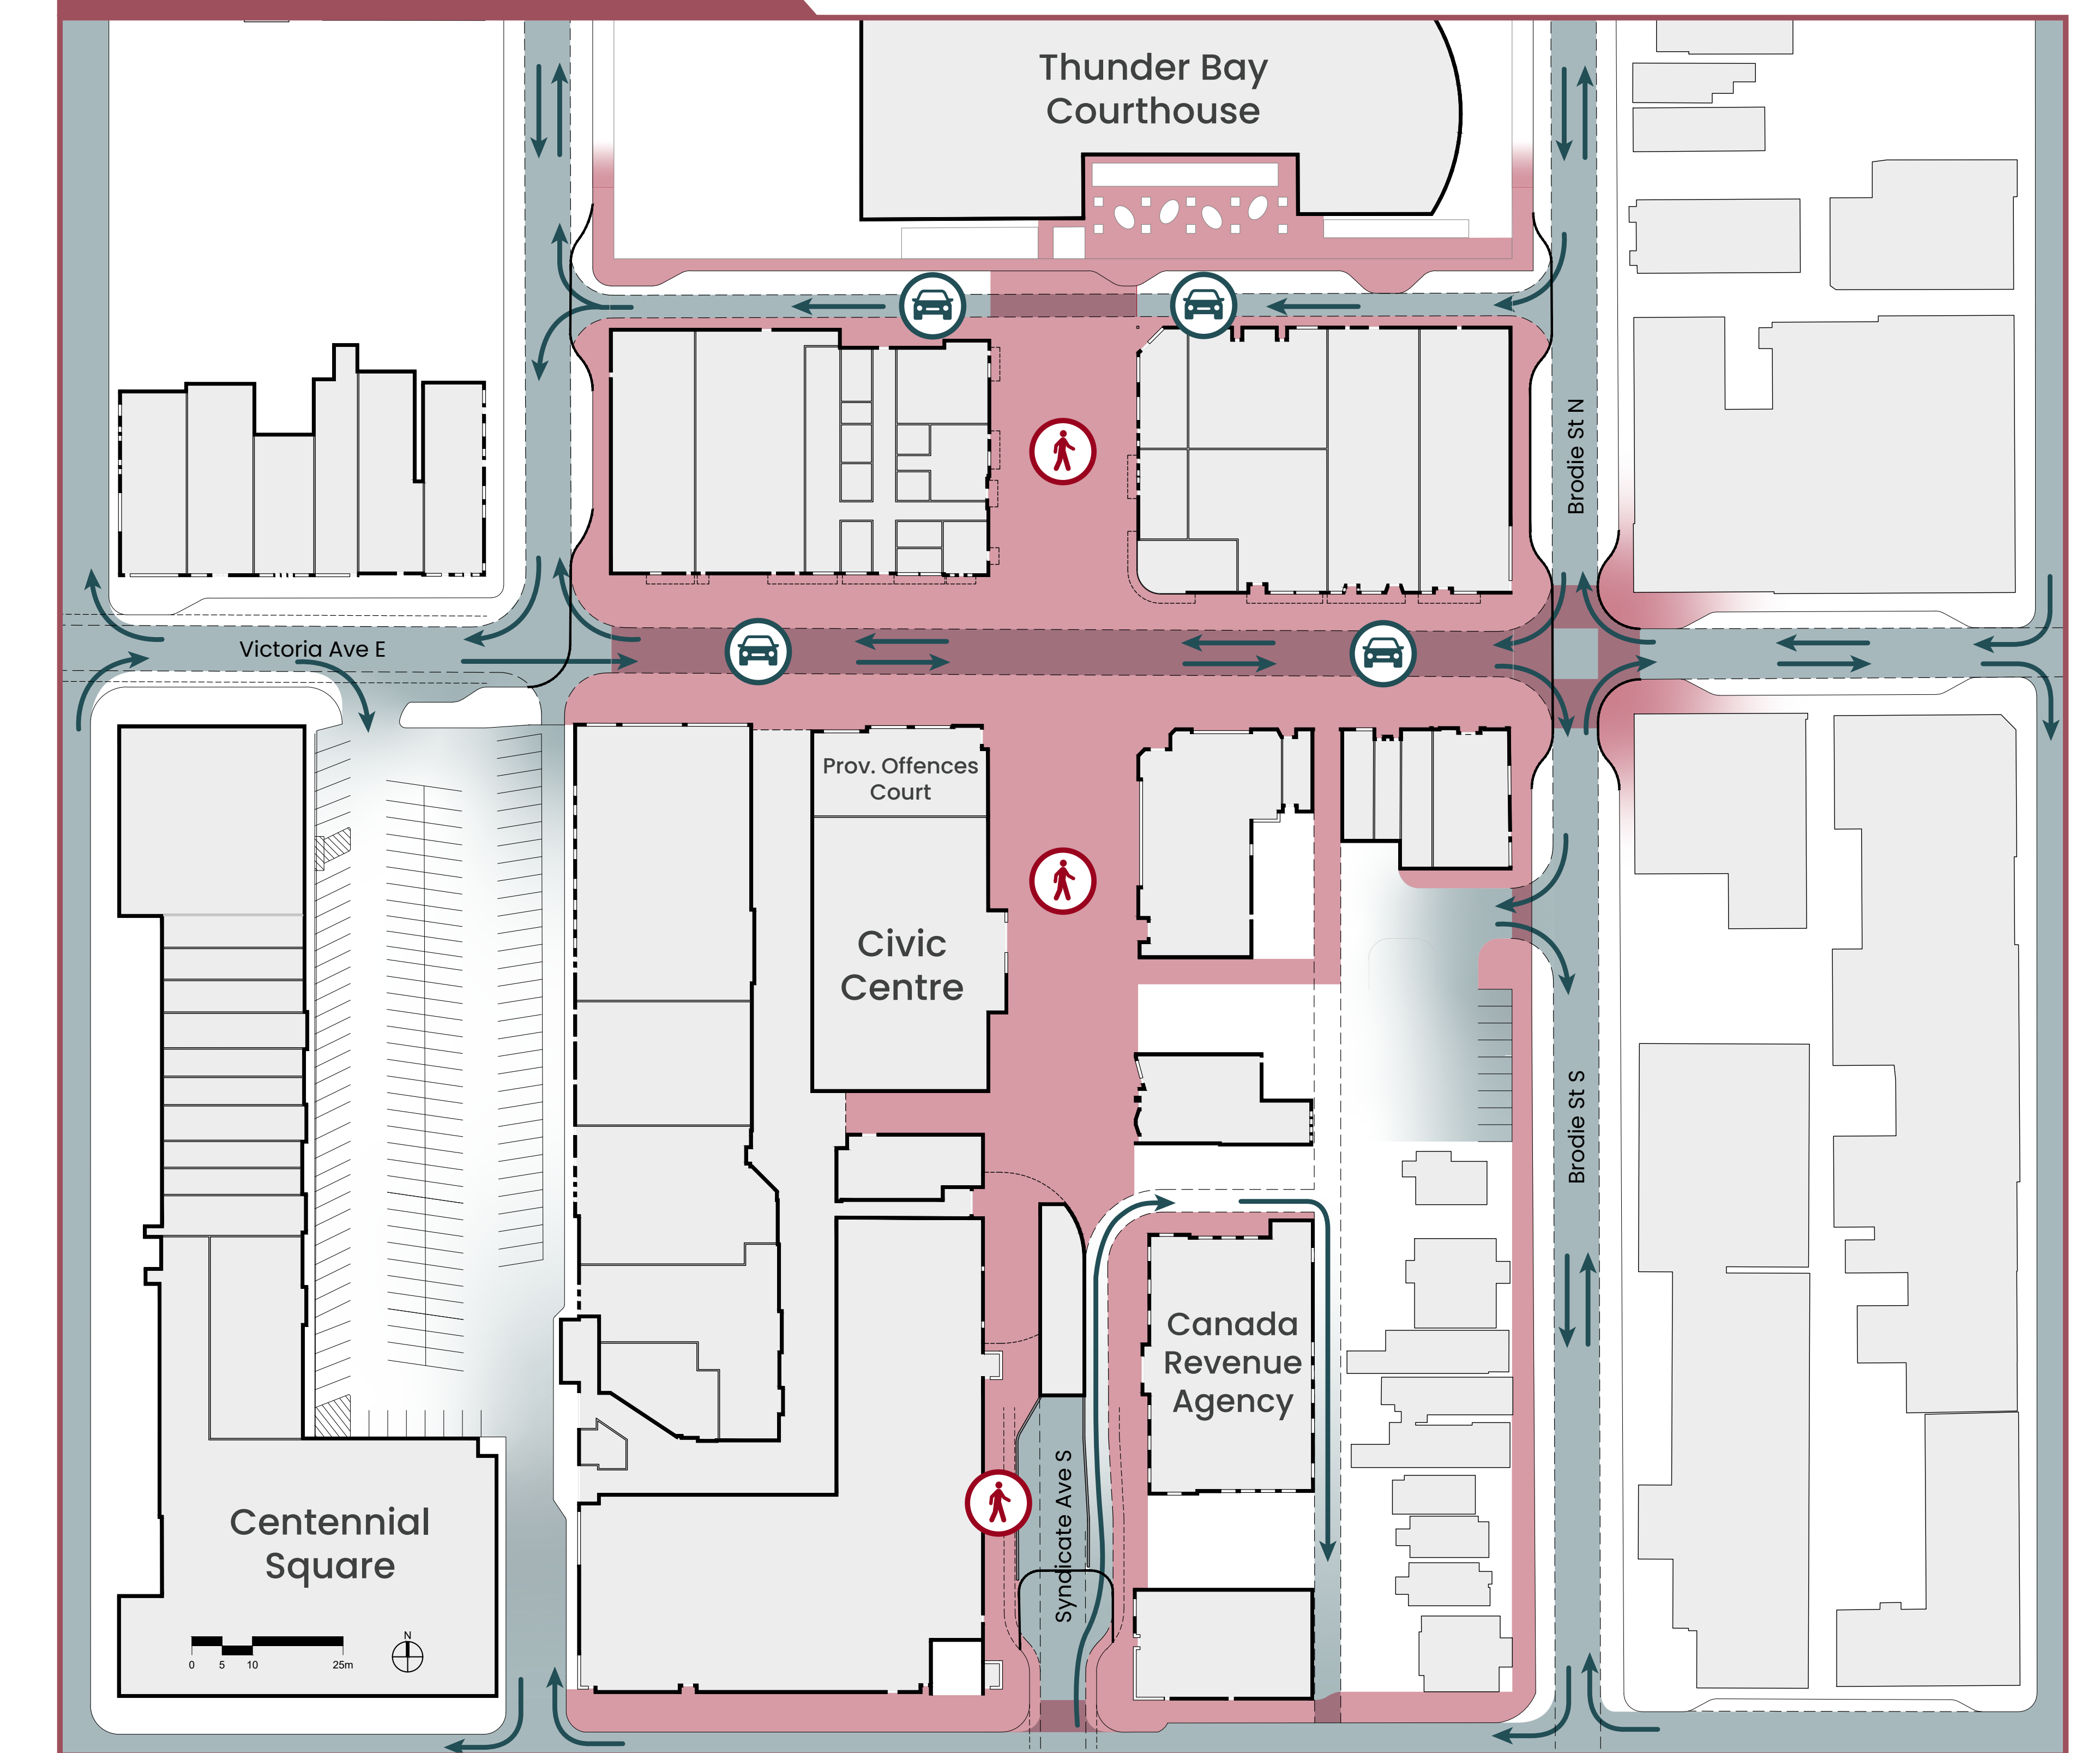 Thunder Bay
Courthouse
Brodie St N
Victoria Ave E
Prov. Offences
Court
Civic
Centre
Brodie St S
Canada
Revenue
Agency
Syndicate Ave S
Centennial
Square
N
0 5 10 25m